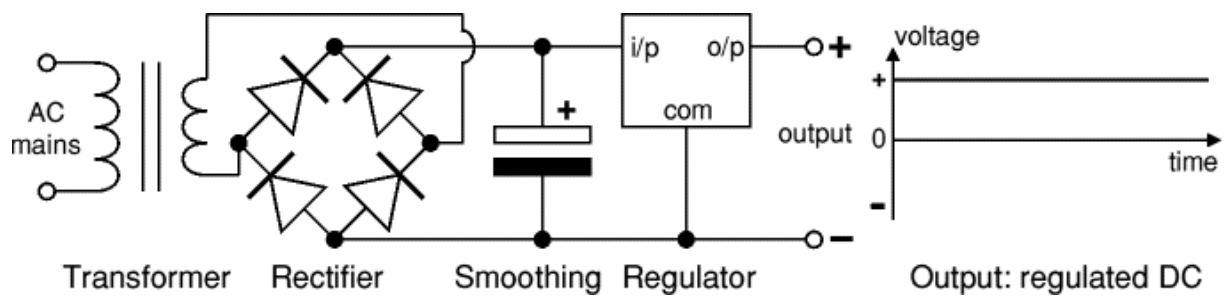 AC
mains
i/p
o/p
com
+
+
−
output
voltage
+
0
−
time
Transformer
Rectifier
Smoothing
Regulator
Output: regulated DC